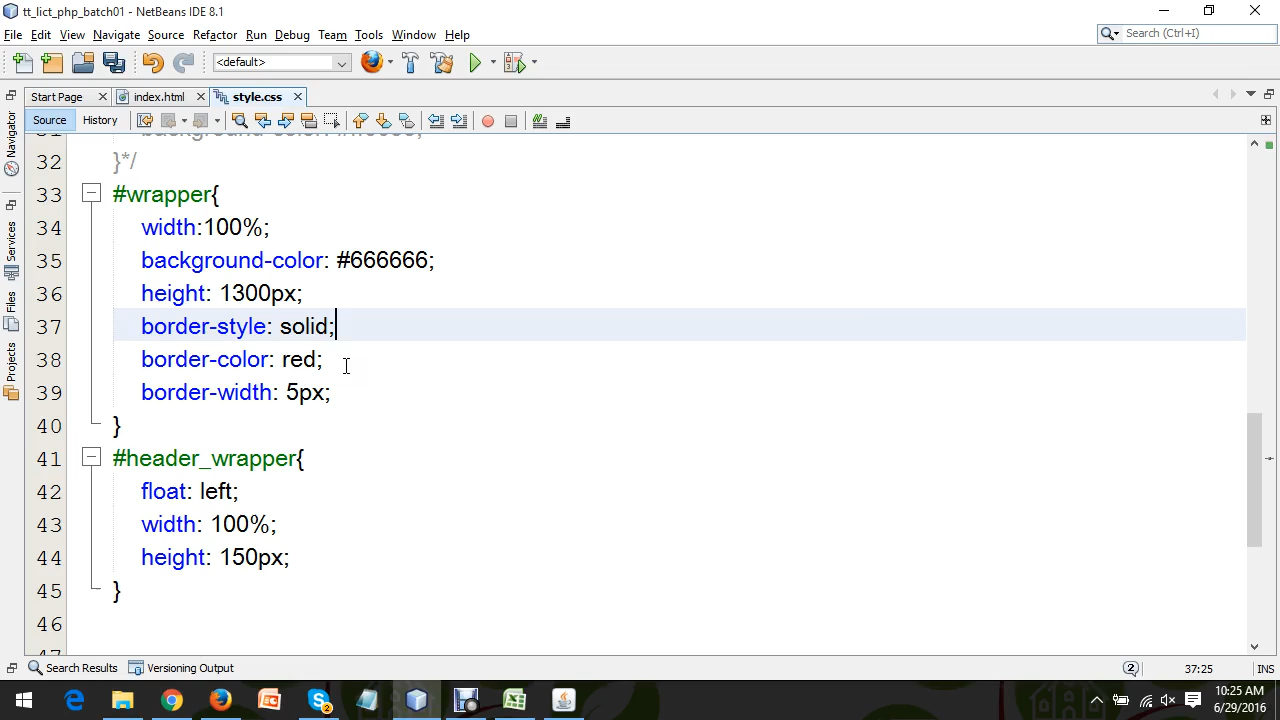 tt_lict_php_batch01 - NetBeans IDE 8.1
File Edit View Navigate Source Refactor Run Debug Team Tools Window Help
Search (Ctrl+I)
<default>
Start Page index.html style.css
Source History
Navigator
Services
Files
Projects
32 }*/
33 #wrapper{
34 width:100%;
35 background-color: #666666;
36 height: 1300px;
37 border-style: solid;
38 border-color: red;
39 border-width: 5px;
40 }
41 #header_wrapper{
42 float: left;
43 width: 100%;
44 height: 150px;
45 }
46
Search Results Versioning Output
2 37:25 INS
2
10:25 AM
6/29/2016